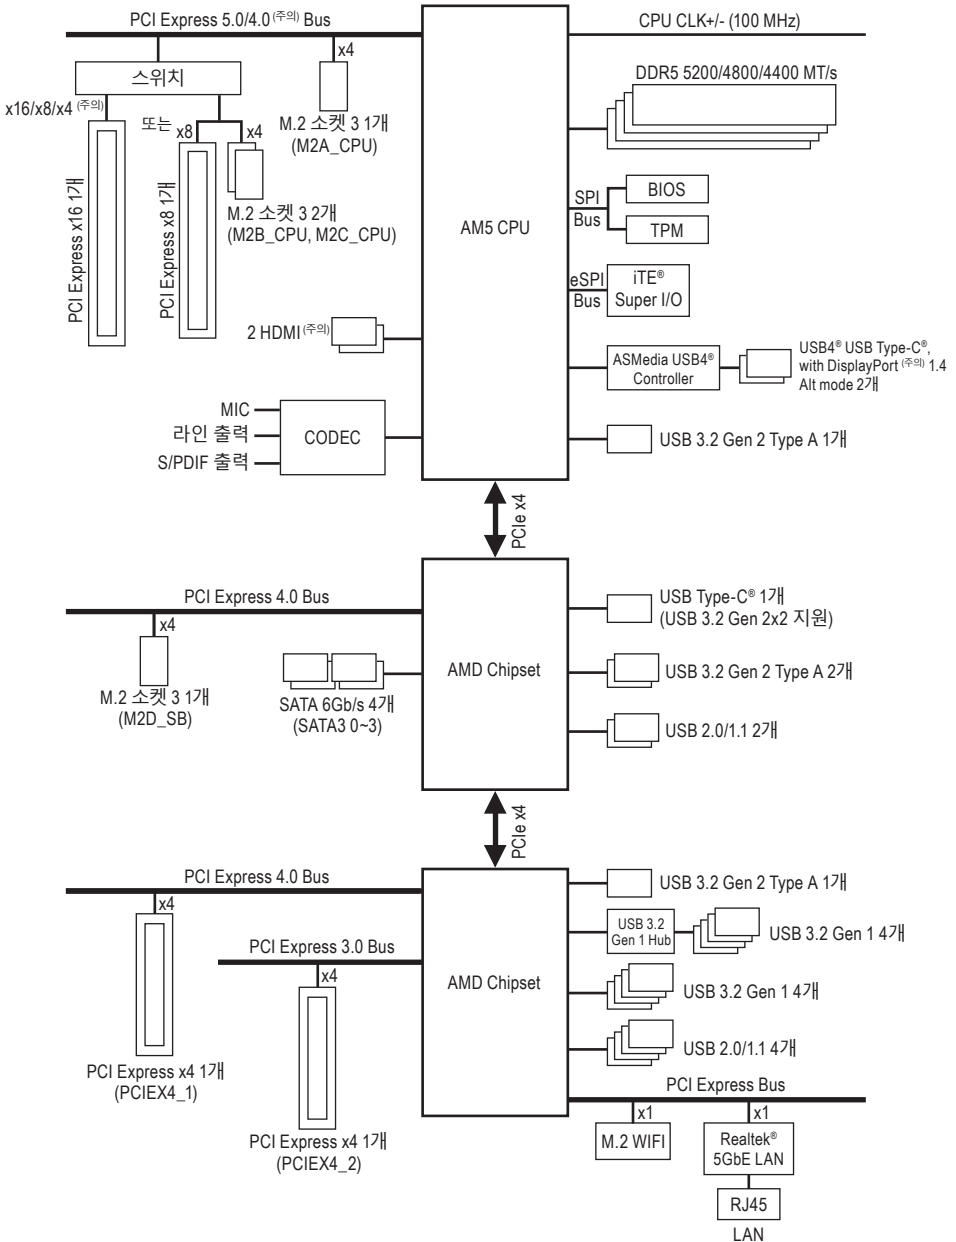 PCI Express 5.0/4.0 (주의) Bus
x4
스위치
x16/x8/x4 (주의)
또는
x8
x4
M.2 소켓 3 1개
(M2A_CPU)
PCI Express x16 1개
PCI Express x8 1개
M.2 소켓 3 2개
(M2B_CPU, M2C_CPU)
2 HDMI (주의)
MIC
라인 출력
S/PDIF 출력
CODEC
AM5 CPU
CPU CLK+/- (100 MHz)
DDR5 5200/4800/4400 MT/s
SPI
Bus
BIOS
TPM
eSPI
Bus
iTE®
Super I/O
ASMedia USB4®
Controller
USB4® USB Type-C®,
with DisplayPort (주의) 1.4
Alt mode 2개
USB 3.2 Gen 2 Type A 1개
PCIe x4
PCI Express 4.0 Bus
x4
M.2 소켓 3 1개
(M2D_SB)
SATA 6Gb/s 4개
(SATA3 0~3)
AMD Chipset
USB Type-C® 1개
(USB 3.2 Gen 2x2 지원)
USB 3.2 Gen 2 Type A 2개
USB 2.0/1.1 2개
PCIe x4
PCI Express 4.0 Bus
x4
PCI Express x4 1개
(PCIEX4_1)
PCI Express 3.0 Bus
x4
PCI Express x4 1개
(PCIEX4_2)
AMD Chipset
USB 3.2 Gen 2 Type A 1개
USB 3.2
Gen 1 Hub
USB 3.2 Gen 1 4개
USB 3.2 Gen 1 4개
USB 2.0/1.1 4개
PCI Express Bus
x1
x1
M.2 WIFI
Realtek®
5GbE LAN
RJ45
LAN